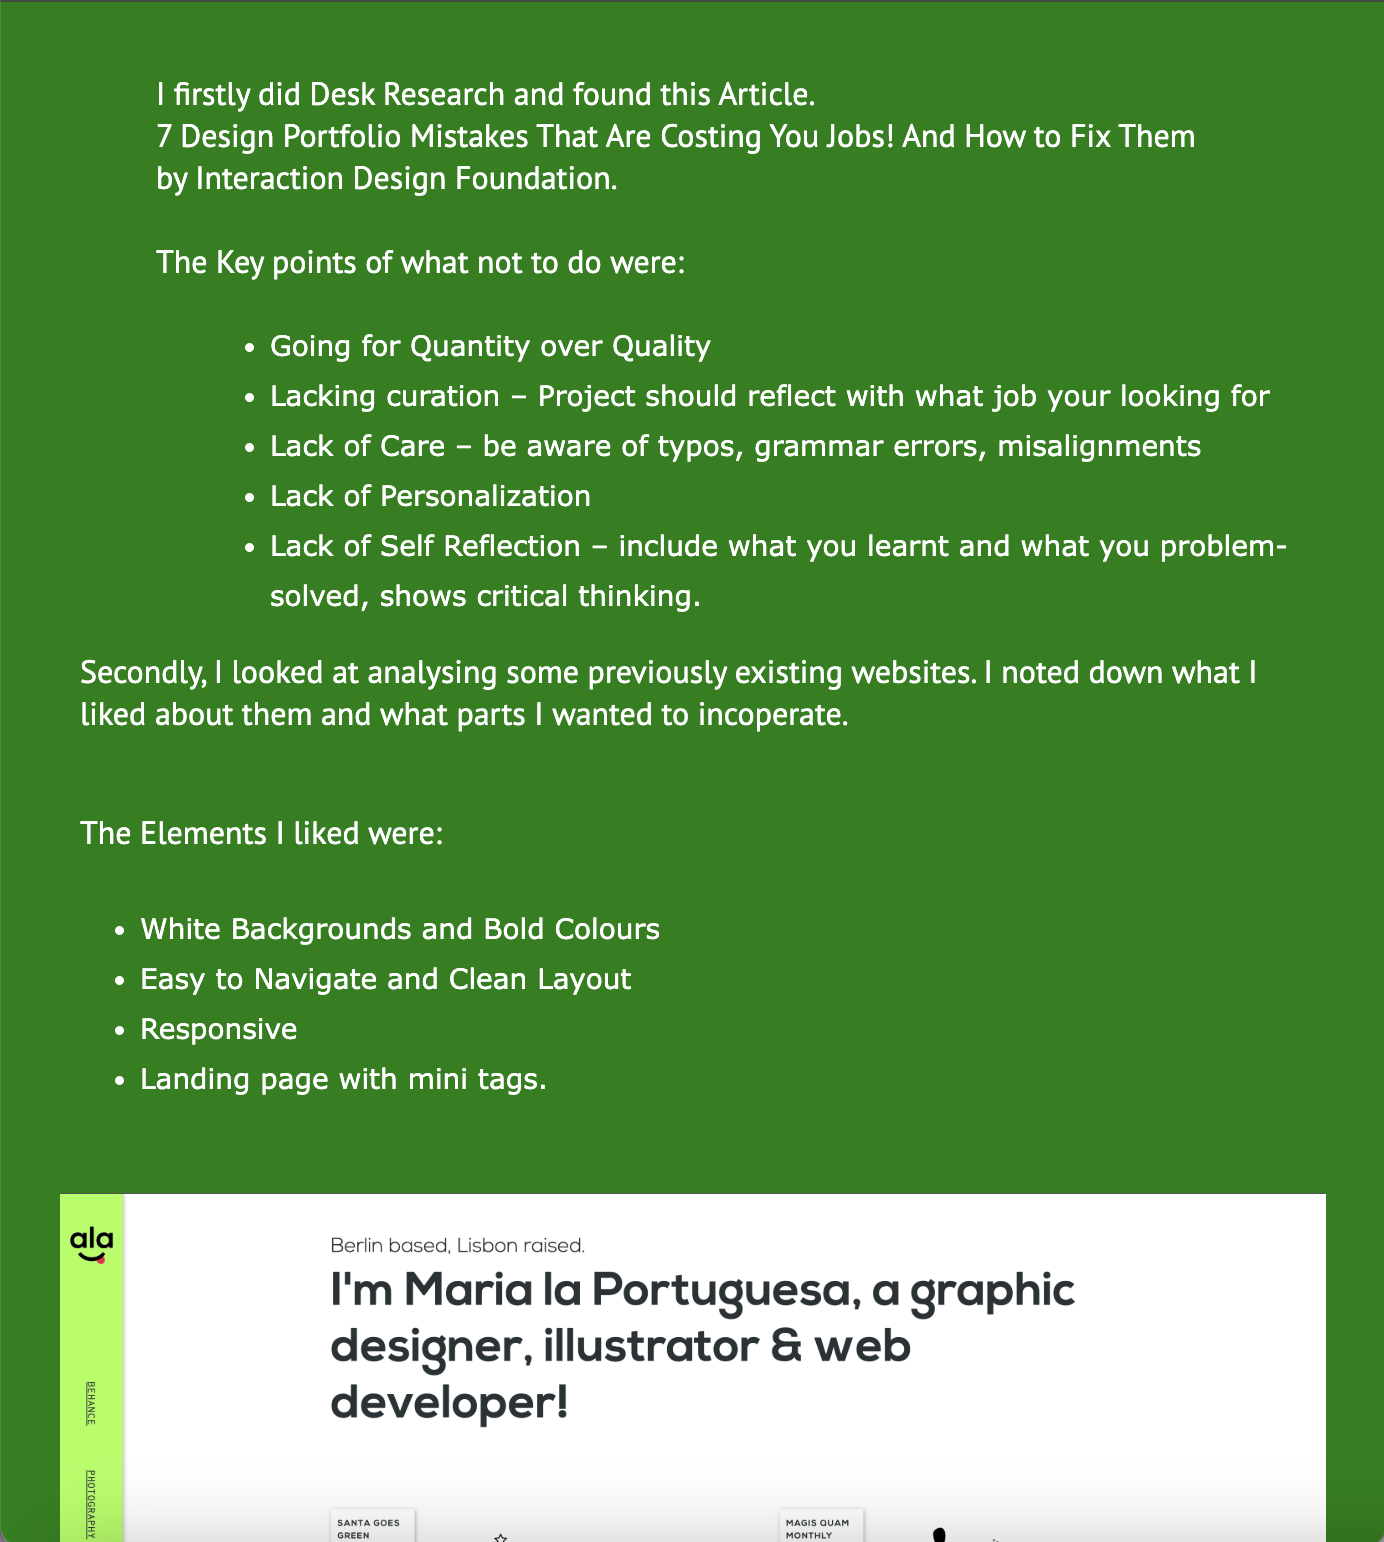 I firstly did Desk Research and found this Article.
7 Design Portfolio Mistakes That Are Costing You Jobs! And How to Fix Them
by Interaction Design Foundation.
The Key points of what not to do were:
• Going for Quantity over Quality
• Lacking curation – Project should reflect with what job your looking for
• Lack of Care – be aware of typos, grammar errors, misalignments
• Lack of Personalization
• Lack of Self Reflection – include what you learnt and what you problem-
solved, shows critical thinking.
Secondly, I looked at analysing some previously existing websites. I noted down what I
liked about them and what parts I wanted to incoperate.
The Elements I liked were:
• White Backgrounds and Bold Colours
• Easy to Navigate and Clean Layout
• Responsive
• Landing page with mini tags.
ala
BEHANCE
PHOTOGRAPHY
Berlin based, Lisbon raised.
I'm Maria la Portuguesa, a graphic
designer, illustrator & web
developer!
SANTA GOES
GREEN
MAGIS QUAM
MONTHLY